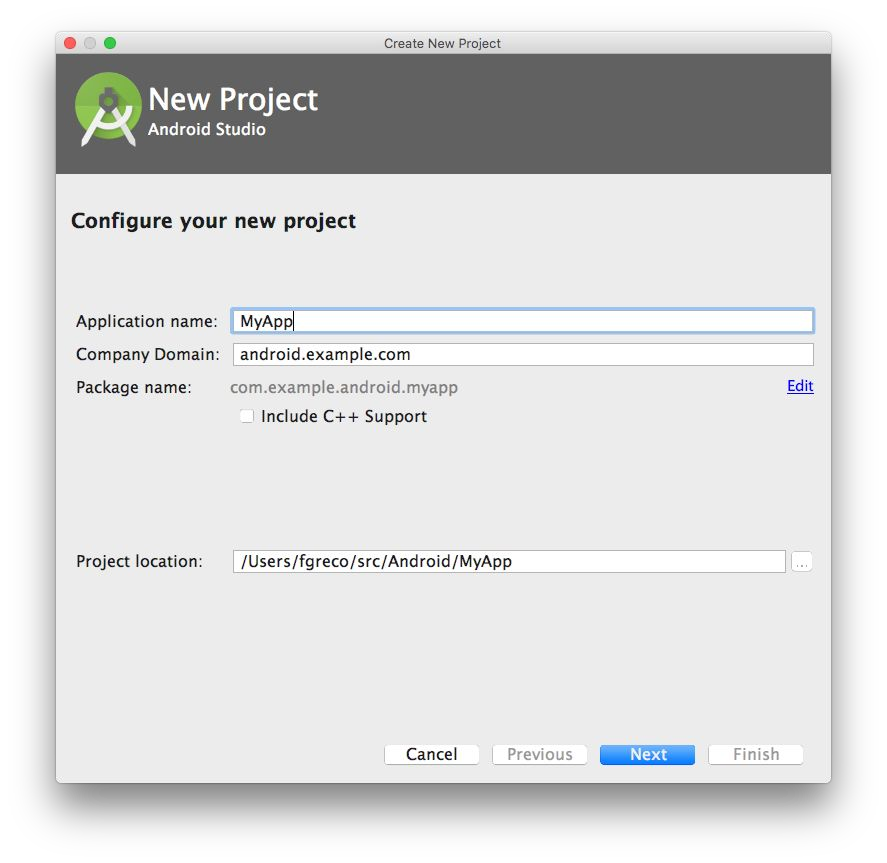 Create New Project
New Project
Android Studio
Configure your new project
Application name: MyApp
Company Domain: android.example.com
Package name: com.example.android.myapp Edit
Include C++ Support
Project location: /Users/fgreco/src/Android/MyApp ...
Cancel Previous Next Finish